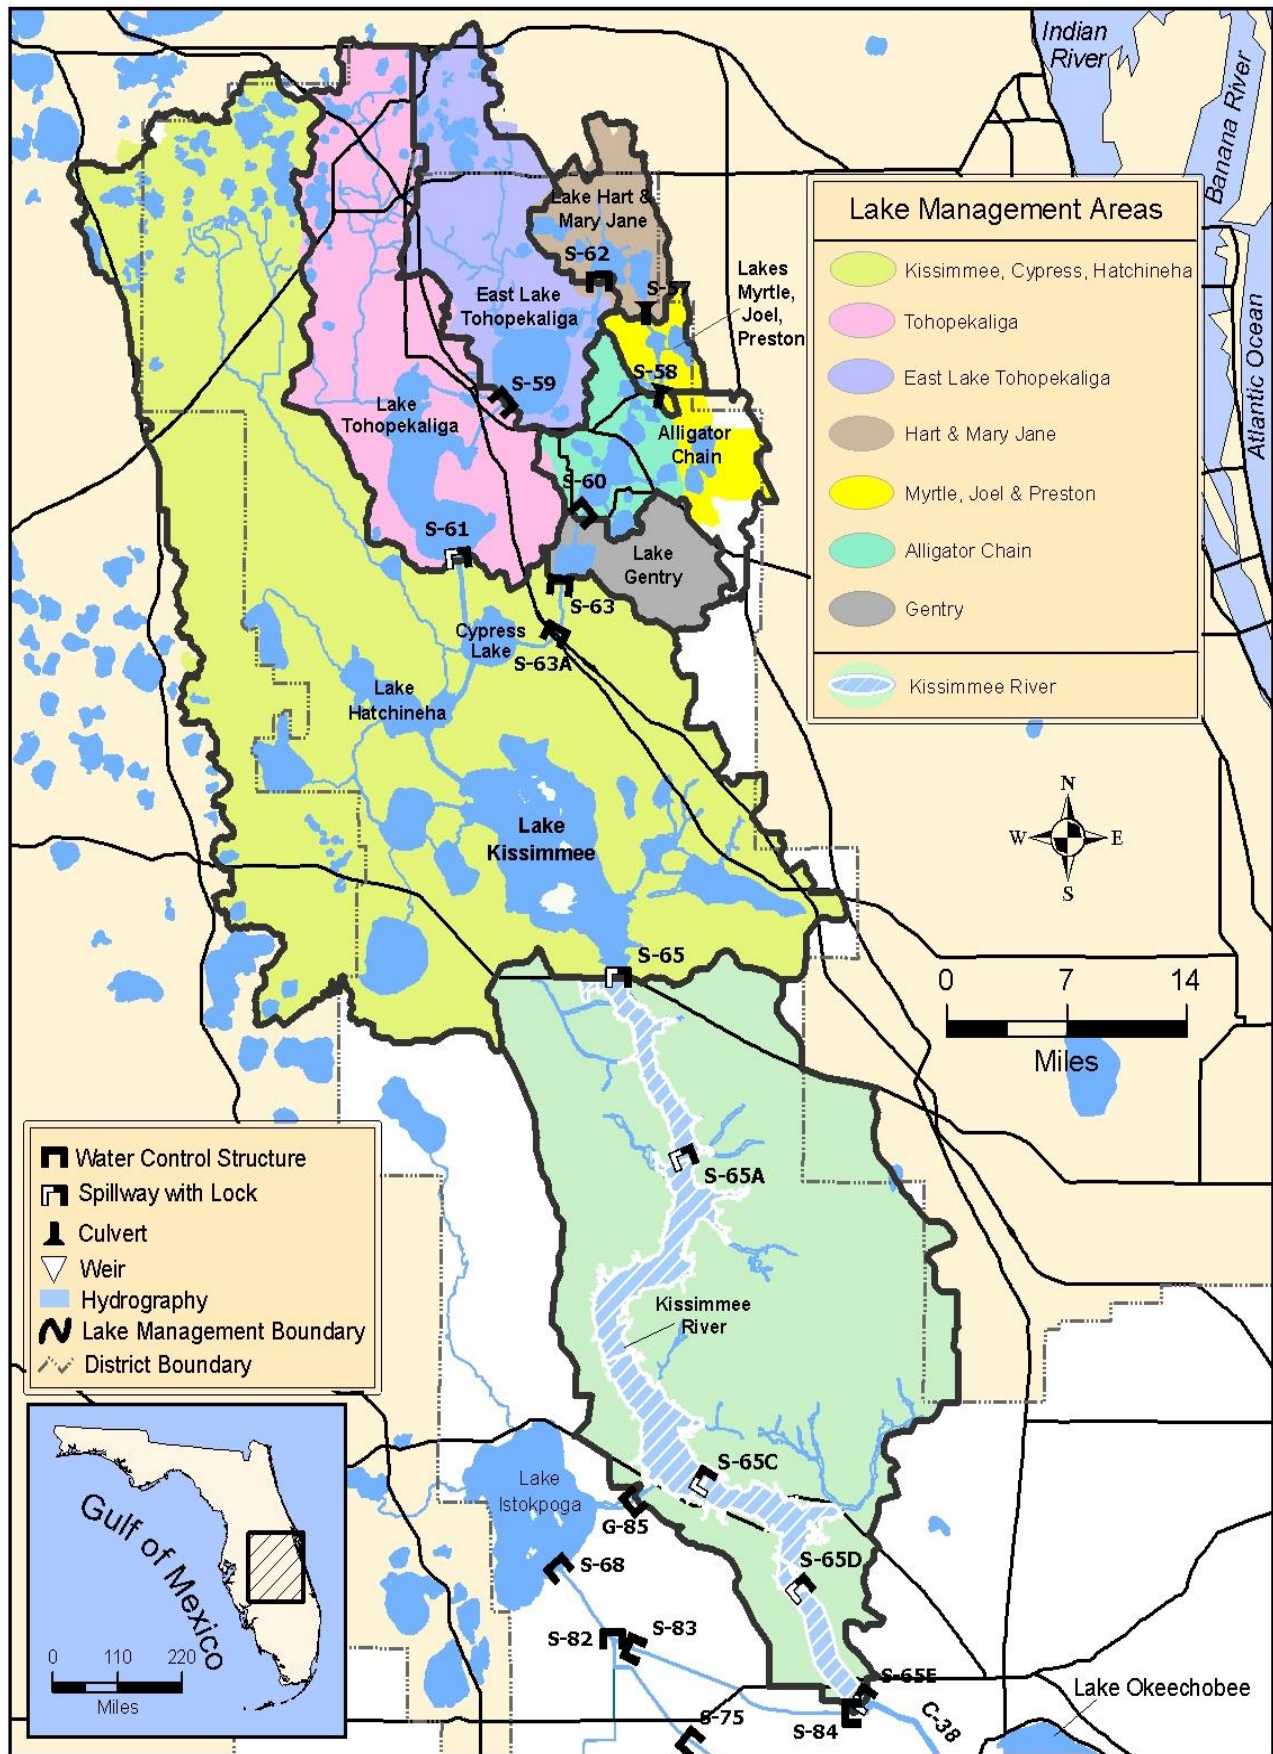 Indian
River
Banana River
Atlantic Ocean
Lake Management Areas
Kissimmee, Cypress, Hatchineha
Tohopekaliga
East Lake Tohopekaliga
Hart & Mary Jane
Myrtle, Joel & Preston
Alligator Chain
Gentry
Kissimmee River
Lake Hart &
Mary Jane
S-62
S-57
Lakes
Myrtle,
Joel,
Preston
East Lake
Tohopekaliga
S-58
S-59
Lake
Tohopekaliga
Alligator
Chain
S-60
S-61
Lake
Gentry
S-63
Cypress
Lake
S-63A
Lake
Hatchineha
Lake
Kissimmee
N
W
E
S
S-65
0 7 14
Miles
S-65A
Kissimmee
River
Water Control Structure
Spillway with Lock
Culvert
Weir
Hydrography
Lake Management Boundary
District Boundary
S-65C
Lake
Istokpoga
G-85
S-68
S-65D
S-82
S-83
S-65E
S-84
S-75
C-38
Lake Okeechobee
Gulf of Mexico
0 110 220
Miles